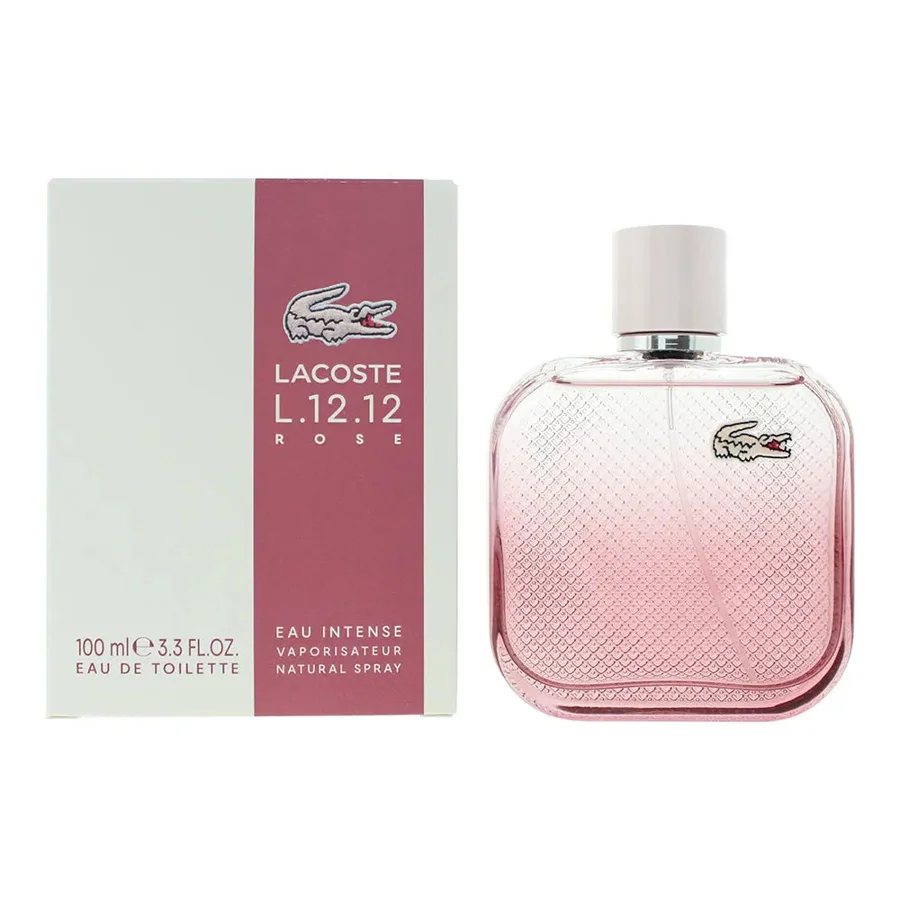 LACOSTE
L.12.12
ROSE
EAU INTENSE
VAPORISATEUR
NATURAL SPRAY
100 ml ℮ 3.3 FL.OZ.
EAU DE TOILETTE